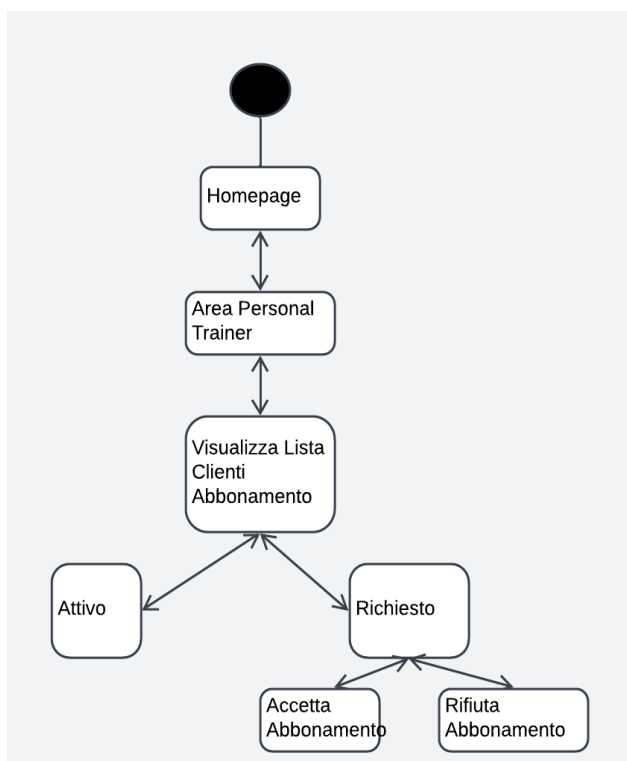 Homepage
Area Personal
Trainer
Visualizza Lista
Clienti
Abbonamento
Attivo
Richiesto
Accetta
Abbonamento
Rifiuta
Abbonamento